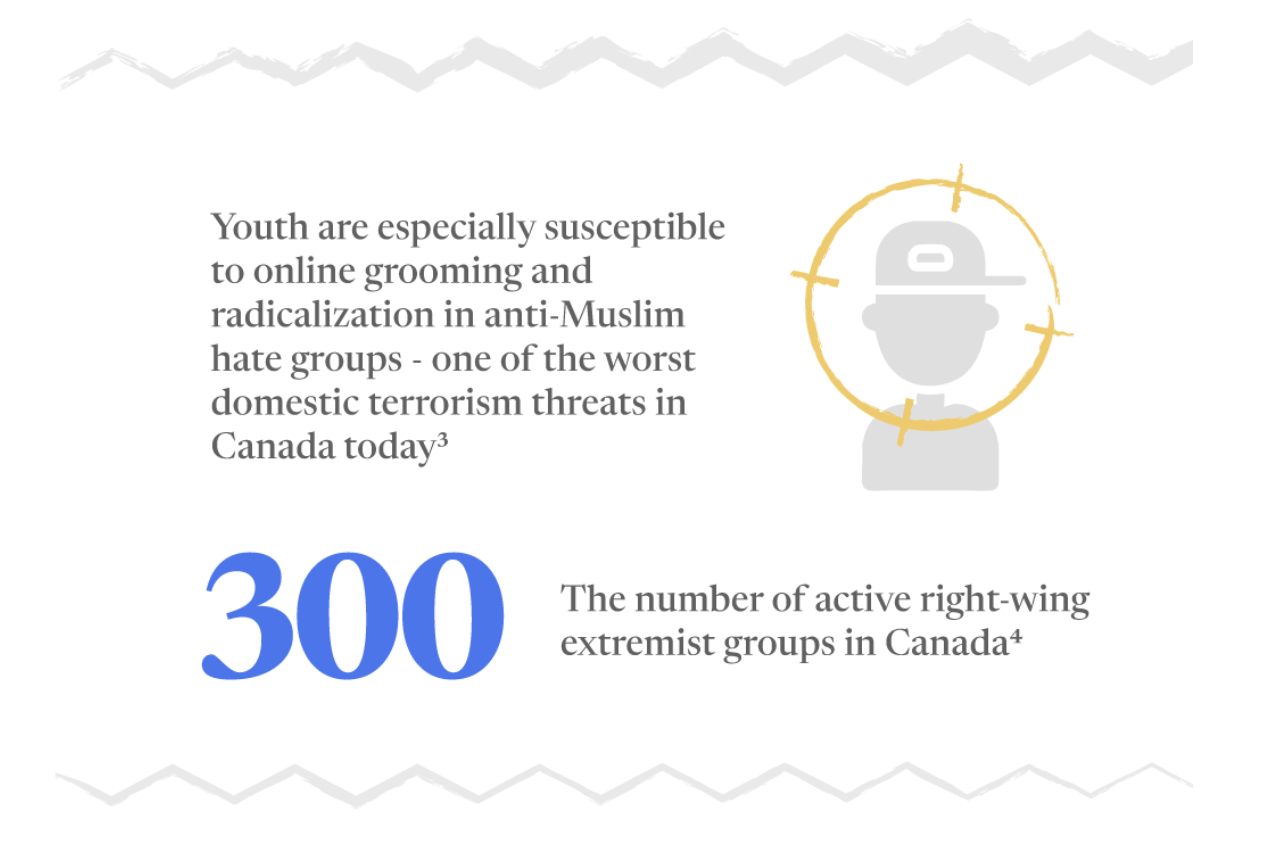 Youth are especially susceptible
to online grooming and
radicalization in anti-Muslim
hate groups - one of the worst
domestic terrorism threats in
Canada today³
300
The number of active right-wing
extremist groups in Canada⁴